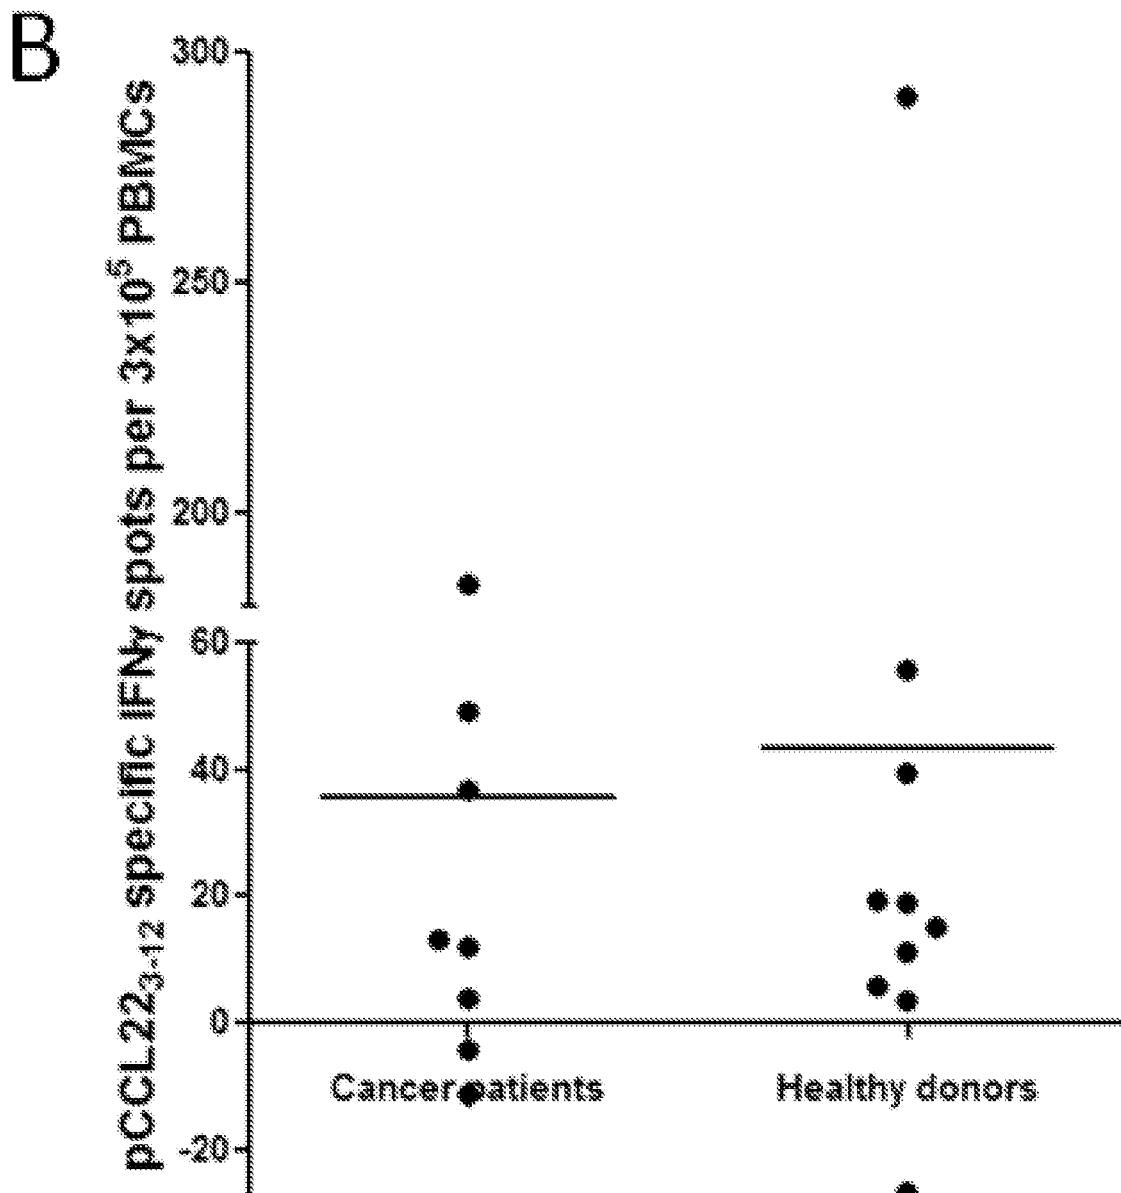 B
pCCL22₃₋₁₂ specific IFNγ spots per 3x10⁵ PBMCs
300
250
200
60
40
20
0
-20
Cancer patients
Healthy donors